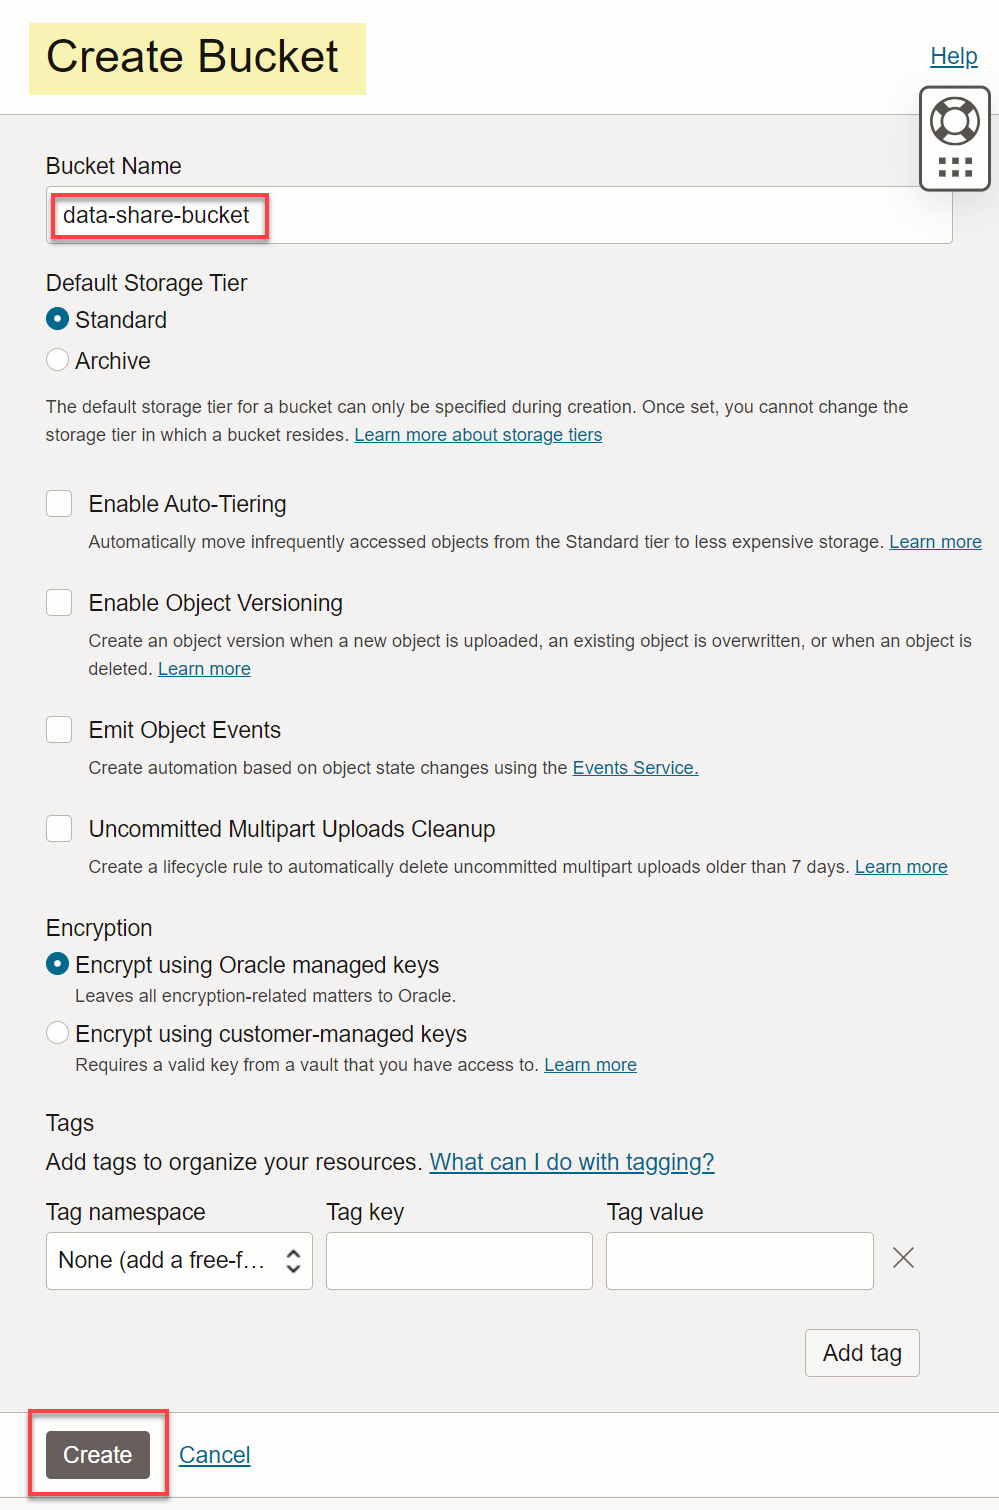 Create Bucket
Help
Bucket Name
data-share-bucket
Default Storage Tier
Standard
Archive
The default storage tier for a bucket can only be specified during creation. Once set, you cannot change the
storage tier in which a bucket resides. Learn more about storage tiers
Enable Auto-Tiering
Automatically move infrequently accessed objects from the Standard tier to less expensive storage. Learn more
Enable Object Versioning
Create an object version when a new object is uploaded, an existing object is overwritten, or when an object is
deleted. Learn more
Emit Object Events
Create automation based on object state changes using the Events Service.
Uncommitted Multipart Uploads Cleanup
Create a lifecycle rule to automatically delete uncommitted multipart uploads older than 7 days. Learn more
Encryption
Encrypt using Oracle managed keys
Leaves all encryption-related matters to Oracle.
Encrypt using customer-managed keys
Requires a valid key from a vault that you have access to. Learn more
Tags
Add tags to organize your resources. What can I do with tagging?
Tag namespace Tag key Tag value
None (add a free-f...
Add tag
Create Cancel